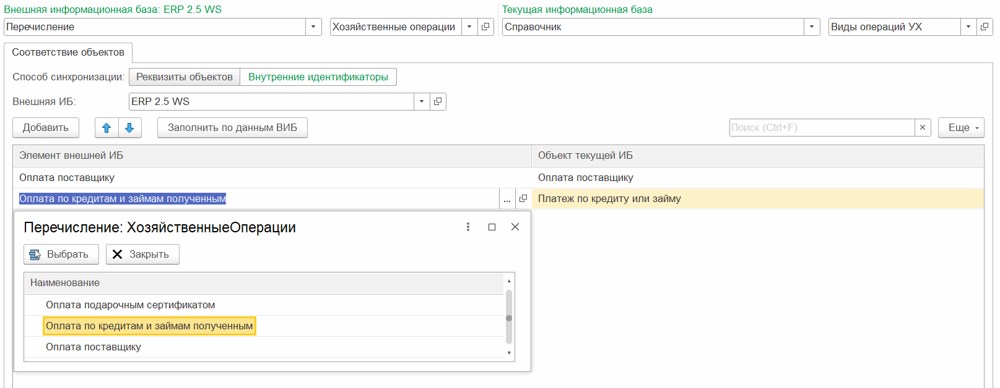 Внешняя информационная база: ERP 2.5 WS
Текущая информационная база
Перечисление
Хозяйственные операции
Справочник
Виды операций УХ
Соответствие объектов
Способ синхронизации: Реквизиты объектов Внутренние идентификаторы
Внешняя ИБ: ERP 2.5 WS
Добавить Заполнить по данным ВИБ Поиск (Ctrl+F) × Еще
Элемент внешней ИБ Объект текущей ИБ
Оплата поставщику Оплата поставщику
Оплата по кредитам и займам полученным ... Платеж по кредиту или займу
Перечисление: ХозяйственныеОперации
Выбрать Закрыть
Наименование
Оплата подарочным сертификатом
Оплата по кредитам и займам полученным
Оплата поставщику